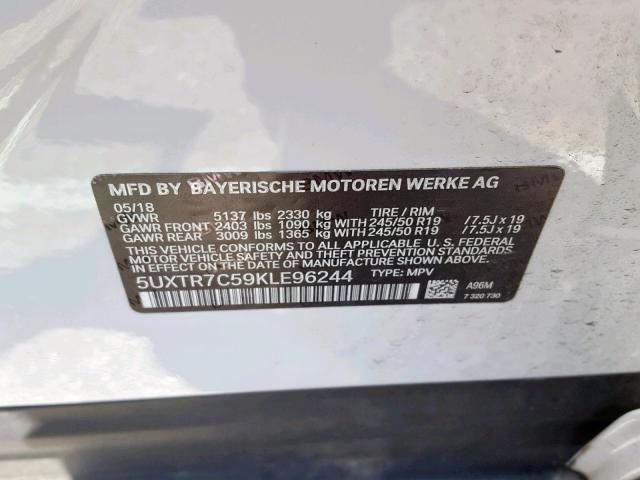 MFD BY BAYERISCHE MOTOREN WERKE AG
05/18 TIRE / RIM
GVWR 5137 lbs 2330 kg
GAWR FRONT 2403 lbs 1090 kg WITH 245/50 R19 /7.5J x 19
GAWR REAR 3009 lbs 1365 kg WITH 245/50 R19 /7.5J x 19
THIS VEHICLE CONFORMS TO ALL APPLICABLE U. S. FEDERAL
MOTOR VEHICLE SAFETY AND THEFT PREVENTION STANDARDS
IN EFFECT ON THE DATE OF MANUFACTURE SHOWN ABOVE.
5UXTR7C59KLE96244 TYPE: MPV
A96M
7 320 730